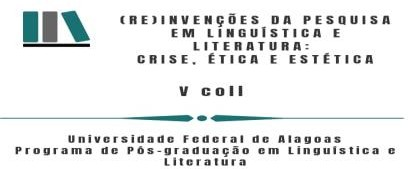 (RE)INVENÇÕES DA PESQUISA
EM LINGUÍSTICA E
LITERATURA:
CRISE, ÉTICA E ESTÉTICA
V coll
Universidade Federal de Alagoas
Programa de Pós-graduação em Linguística e
Literatura